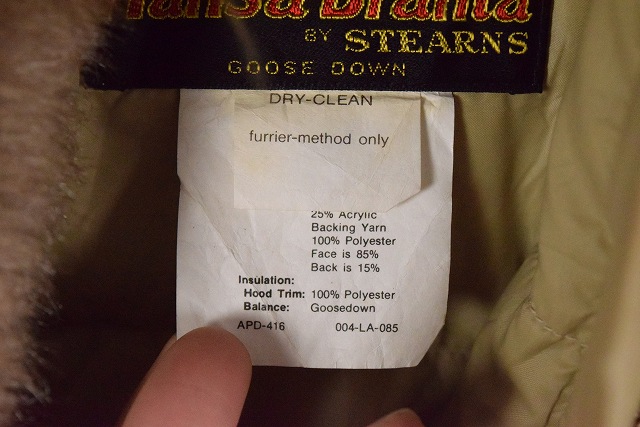 BY STEARNS
GOOSE DOWN
DRY-CLEAN
furrier-method only
25% Acrylic
Backing Yarn
100% Polyester
Face is 85%
Back is 15%
Insulation:
Hood Trim: 100% Polyester
Balance: Goosedown
APD-416 004-LA-085